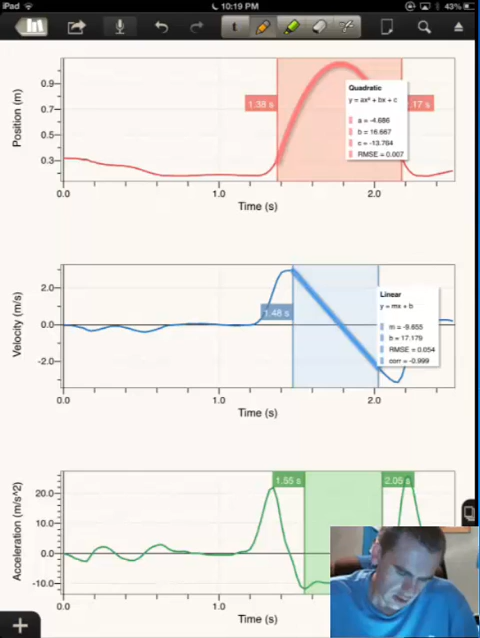 iPad
10:19 PM
43%
t
Position (m)
0.9
0.7
0.5
0.3
1.38 s
.17 s
Quadratic
y = ax² + bx + c
a = -4.686
b = 16.667
c = -13.764
RMSE = 0.007
0.0
1.0
2.0
Time (s)
Velocity (m/s)
2.0
0.0
-2.0
1.48 s
Linear
y = mx + b
m = -9.655
b = 17.179
RMSE = 0.054
corr = -0.999
0.0
1.0
2.0
Time (s)
Acceleration (m/s^2)
20.0
10.0
0.0
-10.0
1.55 s
2.05 s
0.0
1.0
Time (s)